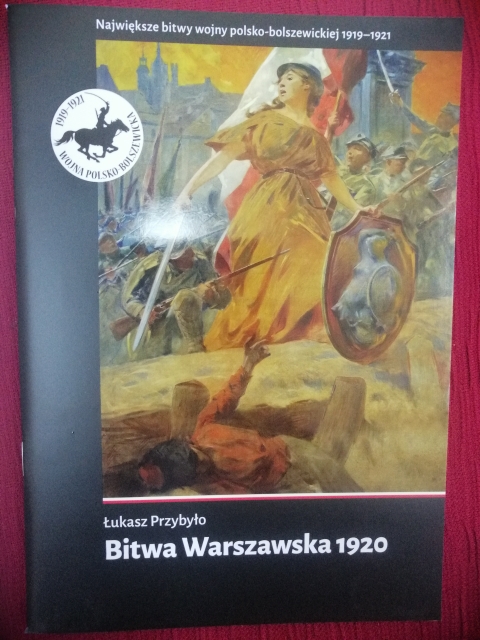 Największe bitwy wojny polsko-bolszewickiej 1919–1921
1919-1921
WOJNA POLSKO-BOLSZEWICKA
Łukasz Przybyło
Bitwa Warszawska 1920